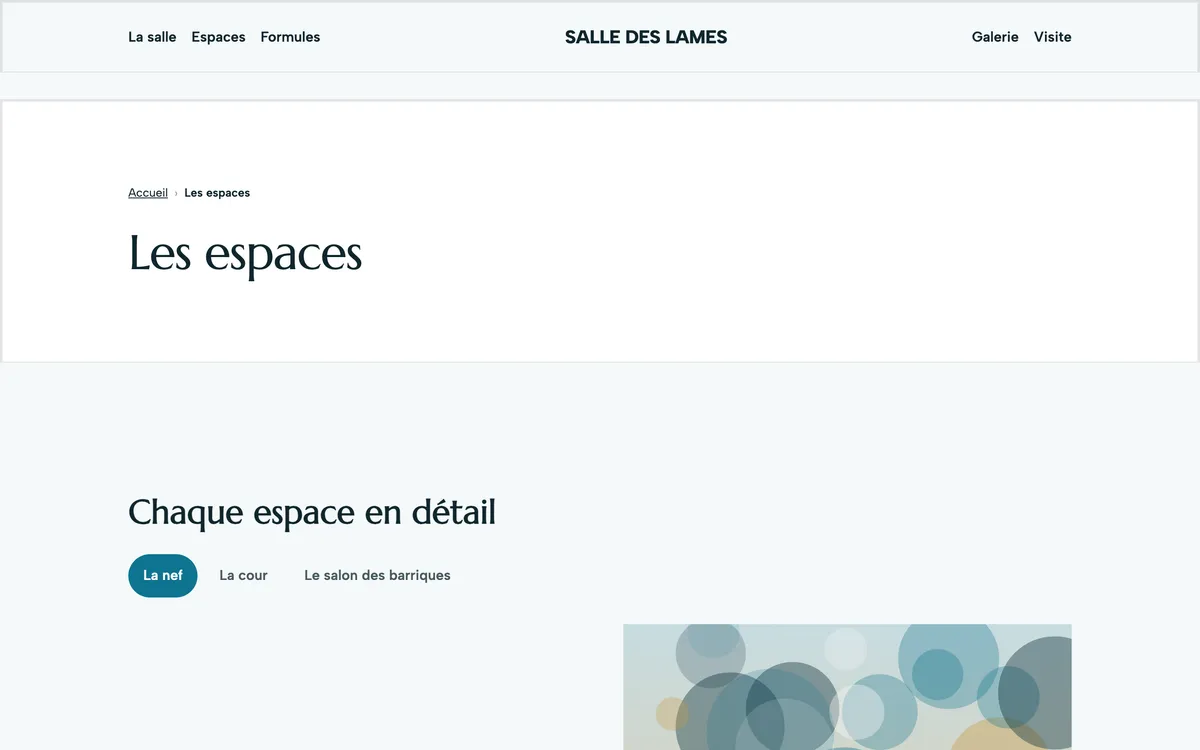 La salle Espaces Formules SALLE DES LAMES Galerie Visite
Accueil › Les espaces
Les espaces
Chaque espace en détail
La nef La cour Le salon des barriques